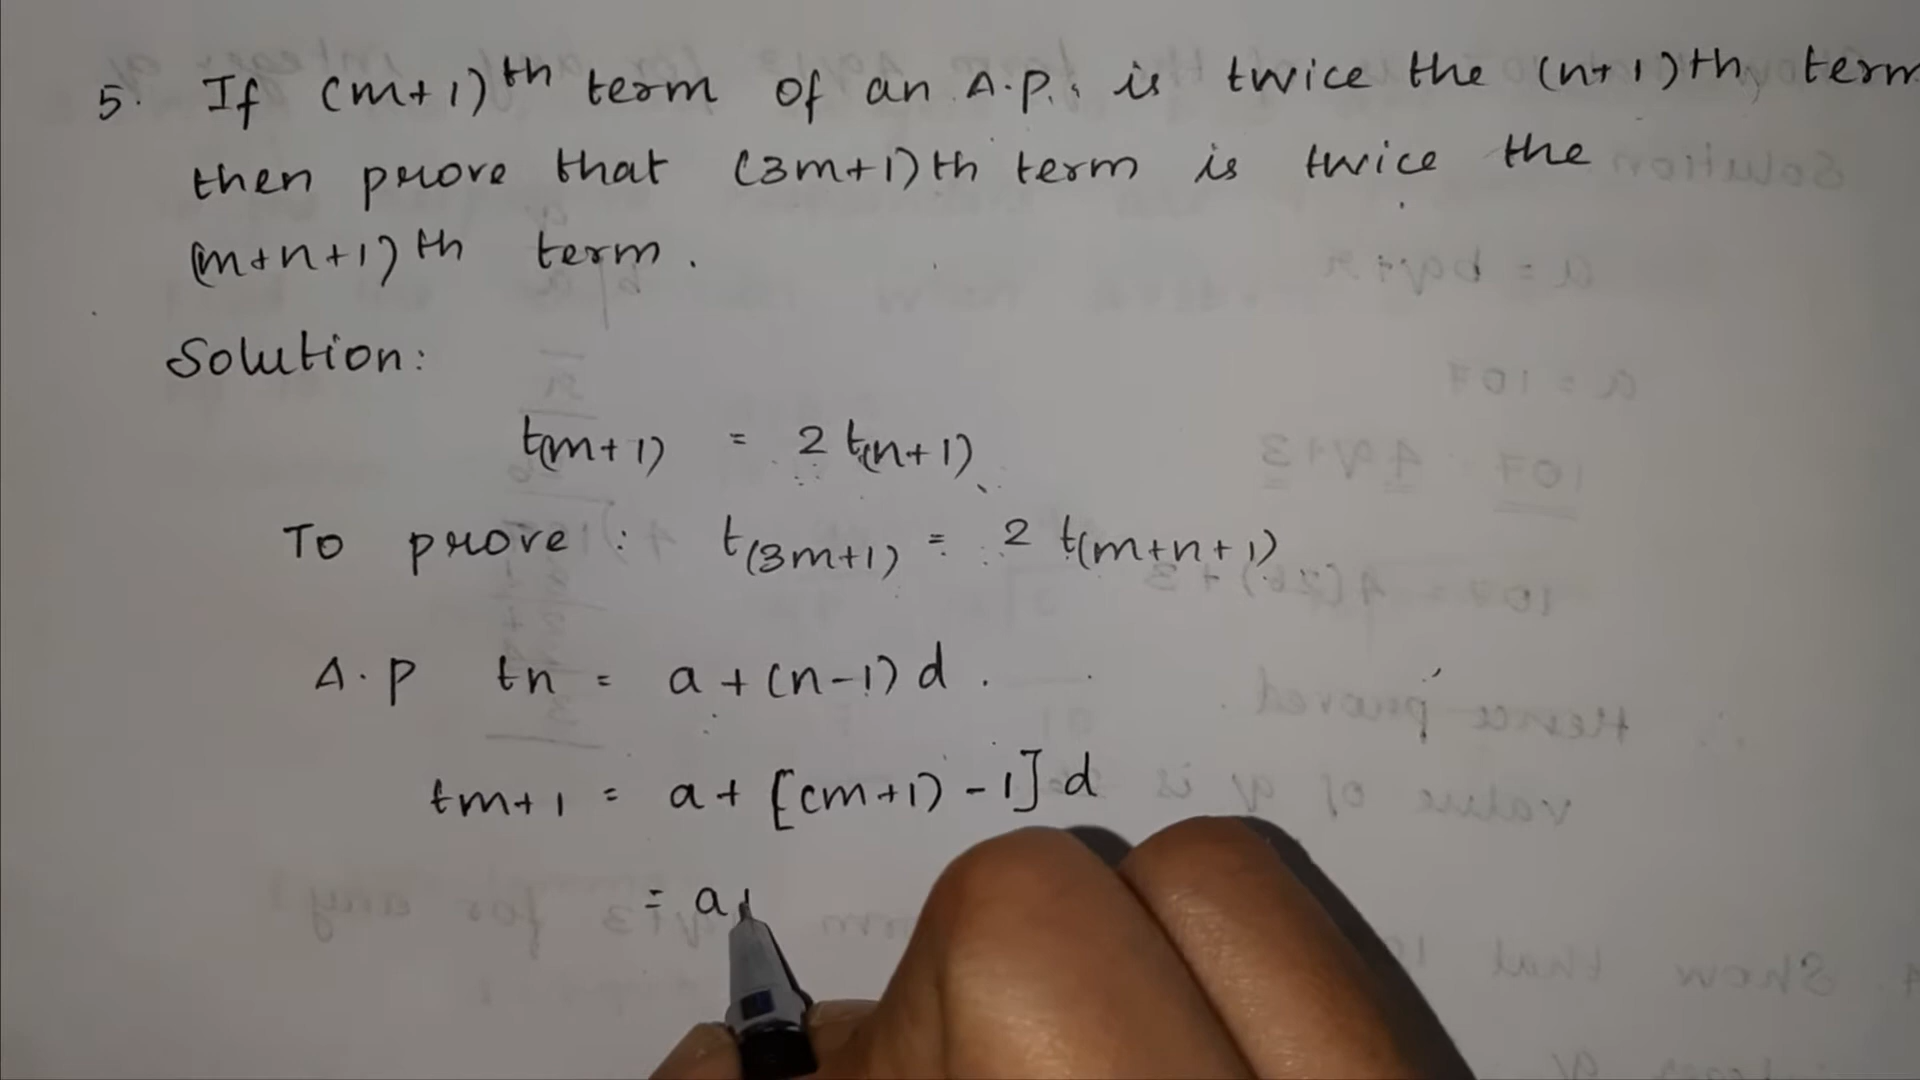 5. If (m+1)th term of an A.P. is twice the (n+1)th term
then prove that (3m+1)th term is twice the
(m+n+1)th term.
Solution:
t(m+1) = 2 t(n+1)
To prove : t(3m+1) = 2 t(m+n+1)
A.p tn = a + (n-1) d.
tm+1 = a + [(m+1) - 1] d
= a+